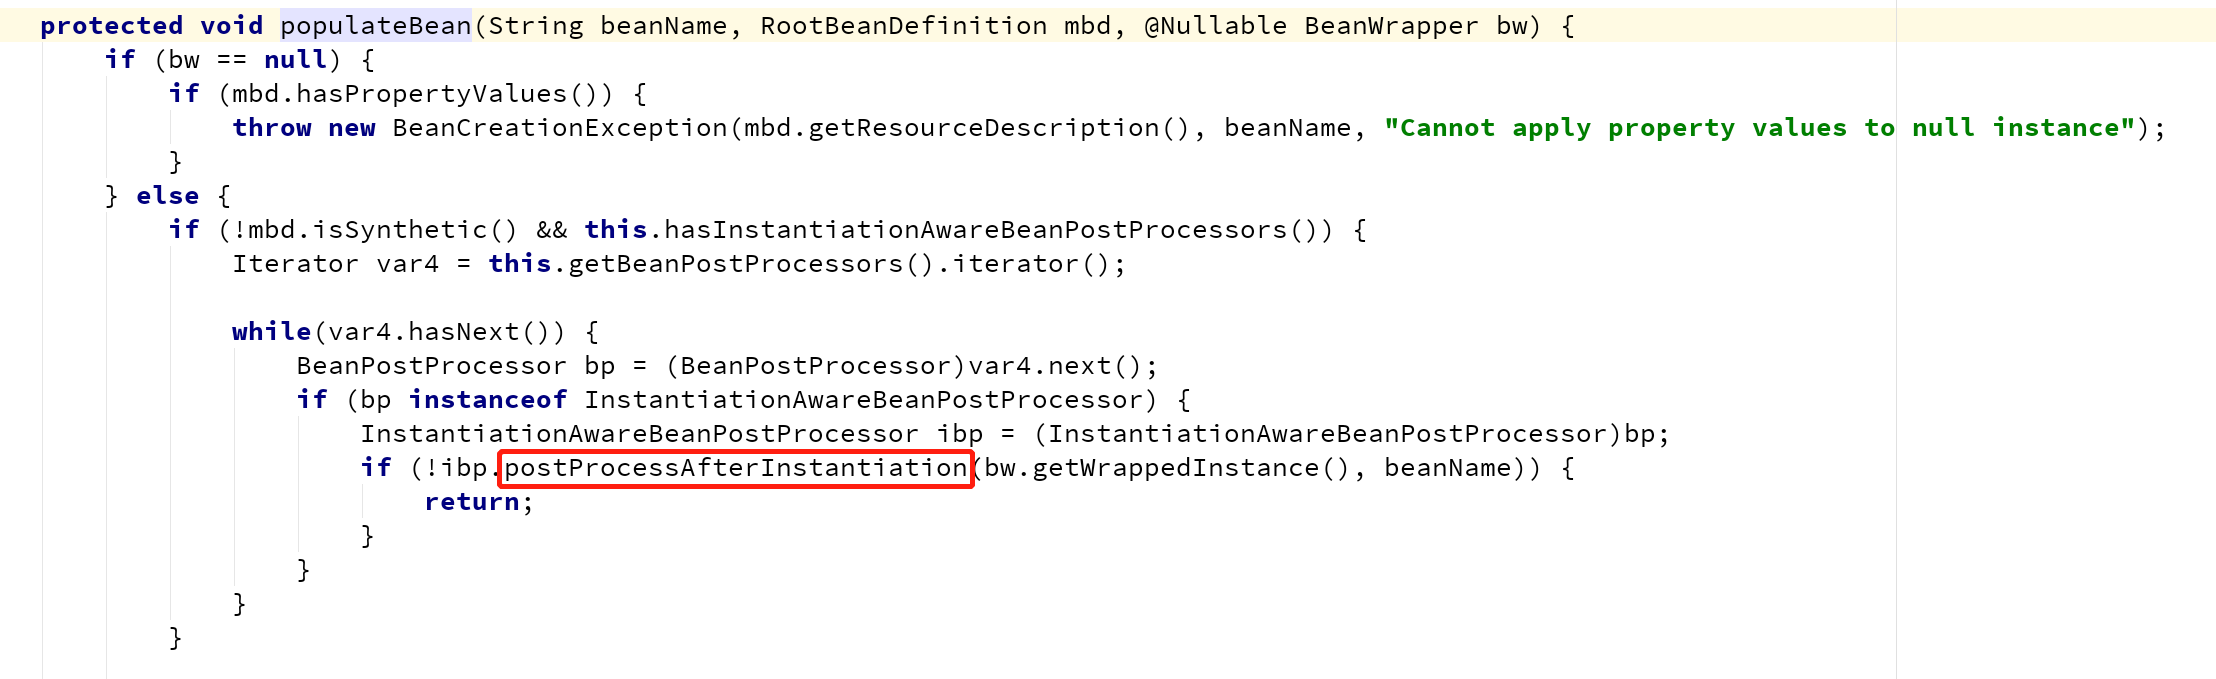 protected void populateBean(String beanName, RootBeanDefinition mbd, @Nullable BeanWrapper bw) {
    if (bw == null) {
        if (mbd.hasPropertyValues()) {
            throw new BeanCreationException(mbd.getResourceDescription(), beanName, "Cannot apply property values to null instance");
        }
    } else {
        if (!mbd.isSynthetic() && this.hasInstantiationAwareBeanPostProcessors()) {
            Iterator var4 = this.getBeanPostProcessors().iterator();

            while(var4.hasNext()) {
                BeanPostProcessor bp = (BeanPostProcessor)var4.next();
                if (bp instanceof InstantiationAwareBeanPostProcessor) {
                    InstantiationAwareBeanPostProcessor ibp = (InstantiationAwareBeanPostProcessor)bp;
                    if (!ibp.postProcessAfterInstantiation(bw.getWrappedInstance(), beanName)) {
                        return;
                    }
                }
            }
        }